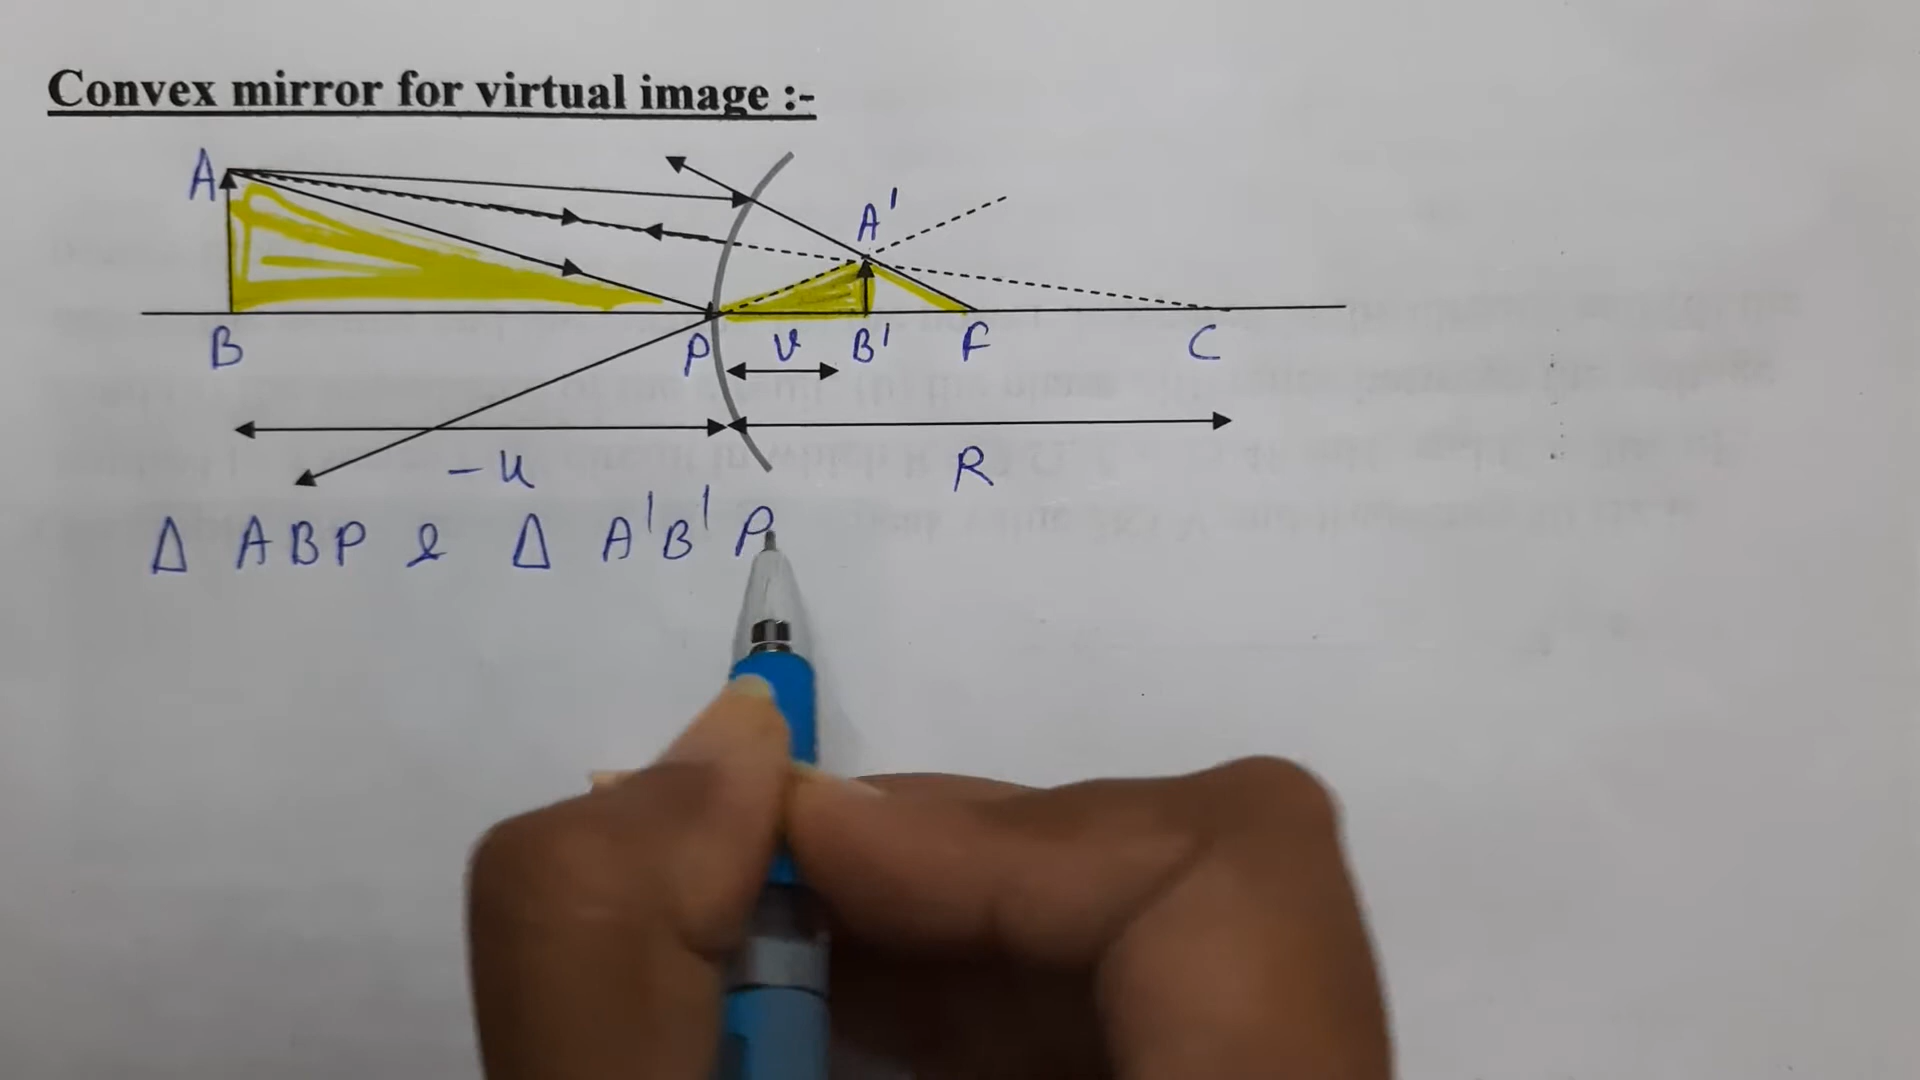 Convex mirror for virtual image :-
A
A'
B
P
v
B'
F
C
-u
R
Δ ABP & Δ A'B'P